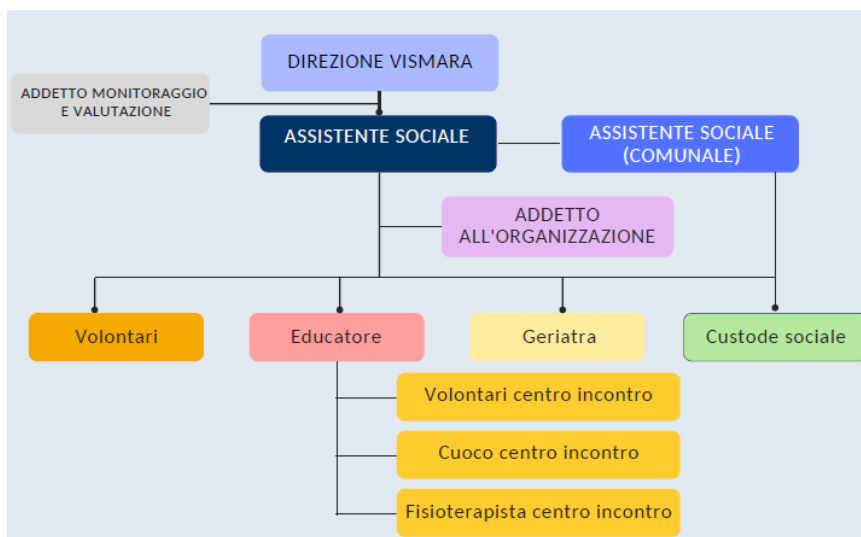 DIREZIONE VISMARA
ADDETTO MONITORAGGIO
E VALUTAZIONE
ASSISTENTE SOCIALE
ASSISTENTE SOCIALE
(COMUNALE)
ADDETTO
ALL'ORGANIZZAZIONE
Volontari
Educatore
Geriatra
Custode sociale
Volontari centro incontro
Cuoco centro incontro
Fisioterapista centro incontro